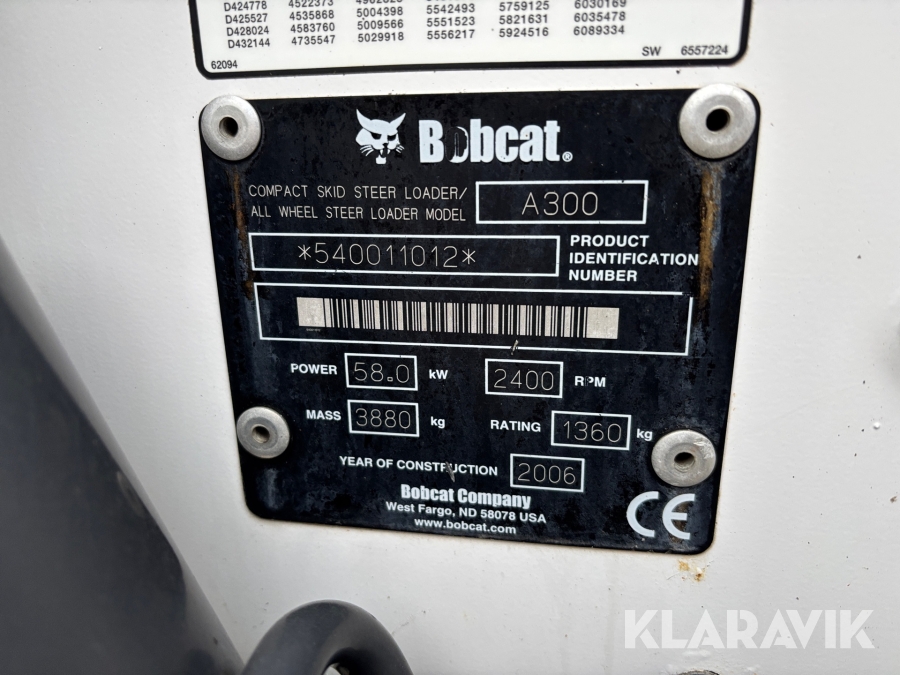 D424778 4522373
D425527 4535868 5004398 5542493 5759125 6030169
D428024 4583760 5009566 5551523 5821631 6035478
D432144 4735547 5029918 5556217 5924516 6089334
62094 SW 6557224
Bobcat®
COMPACT SKID STEER LOADER/
ALL WHEEL STEER LOADER MODEL A300
*540011012* PRODUCT
IDENTIFICATION
NUMBER
POWER 58.0 kW 2400 RPM
MASS 3880 kg RATING 1360 kg
YEAR OF CONSTRUCTION 2006
Bobcat Company
West Fargo, ND 58078 USA
www.bobcat.com
CE
KLARAVIK